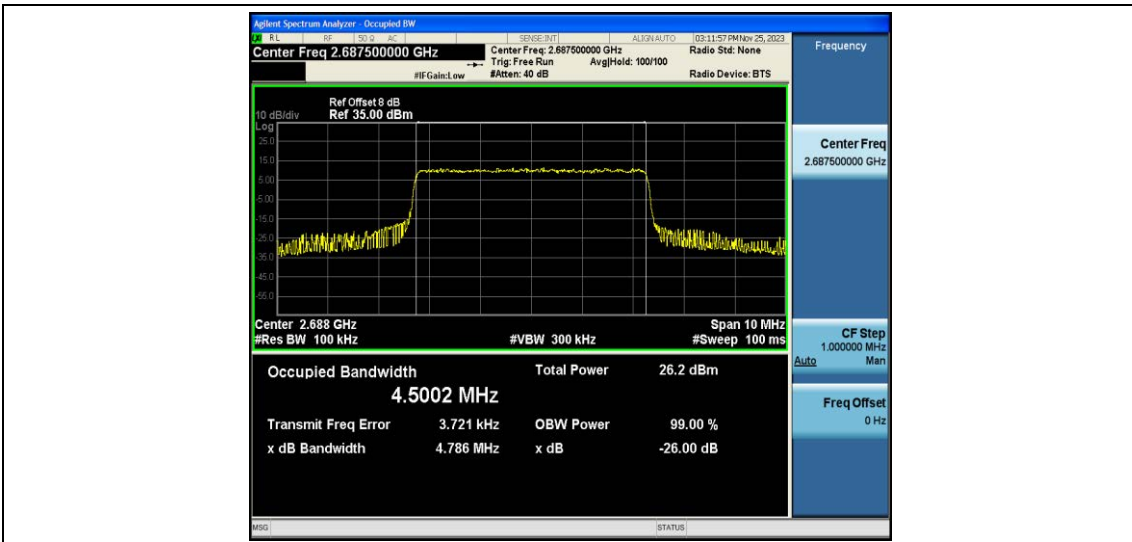 Agilent Spectrum Analyzer - Occupied BW
RL RF 50 Ω AC SENSE:INT ALIGN AUTO 03:11:57 PM Nov 25, 2023
Center Freq 2.687500000 GHz
Center Freq: 2.687500000 GHz Radio Std: None
Trig: Free Run Avg|Hold: 100/100
#IFGain:Low #Atten: 40 dB Radio Device: BTS
Frequency
Ref Offset 8 dB
10 dB/div Ref 35.00 dBm
Log
25.0
15.0
5.00
-5.00
-15.0
-25.0
-35.0
-45.0
-55.0
Center 2.688 GHz Span 10 MHz
#Res BW 100 kHz #VBW 300 kHz #Sweep 100 ms
Center Freq
2.687500000 GHz
CF Step
1.000000 MHz
Auto Man
Freq Offset
0 Hz
Occupied Bandwidth Total Power 26.2 dBm
4.5002 MHz
Transmit Freq Error 3.721 kHz OBW Power 99.00 %
x dB Bandwidth 4.786 MHz x dB -26.00 dB
MSG STATUS